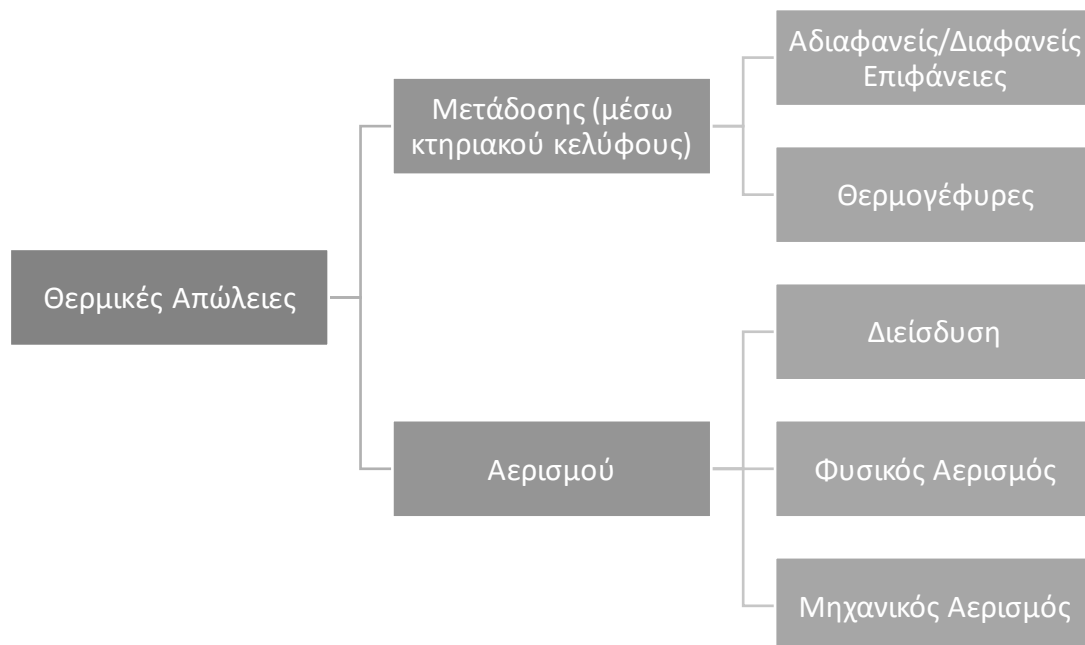 Θερμικές Απώλειες
Μετάδοσης (μέσω
κτηριακού κελύφους)
Αδιαφανείς/Διαφανείς
Επιφάνειες
Θερμογέφυρες
Αερισμού
Διείσδυση
Φυσικός Αερισμός
Μηχανικός Αερισμός